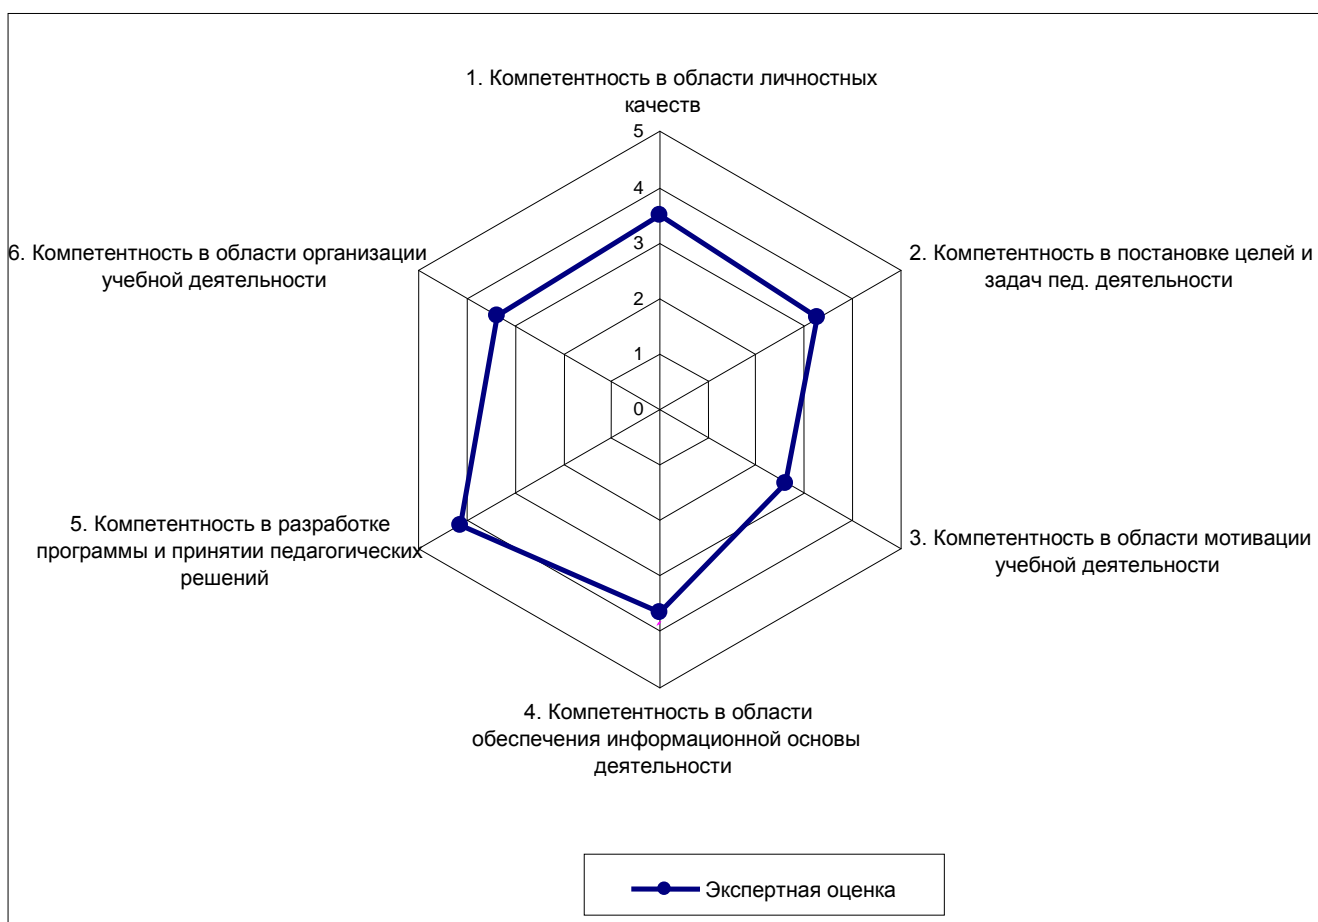 1. Компетентность в области личностных
качеств
5
4
3
2
1
0
2. Компетентность в постановке целей и
задач пед. деятельности
3. Компетентность в области мотивации
учебной деятельности
4. Компетентность в области
обеспечения информационной основы
деятельности
5. Компетентность в разработке
программы и принятии педагогических
решений
6. Компетентность в области организации
учебной деятельности
Экспертная оценка